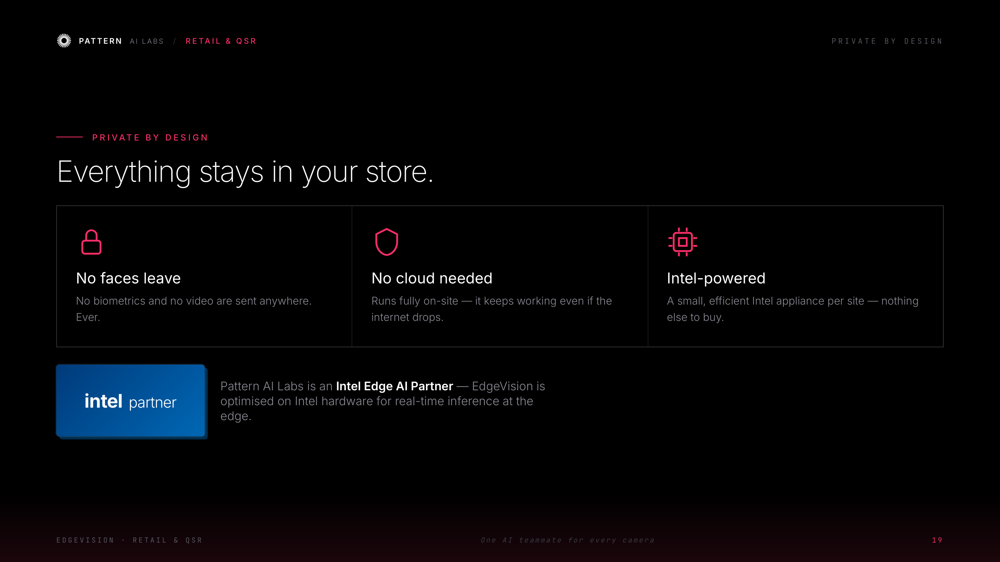 PATTERN AI LABS / RETAIL & QSR
PRIVATE BY DESIGN
PRIVATE BY DESIGN
Everything stays in your store.
No faces leave
No biometrics and no video are sent anywhere.
Ever.
No cloud needed
Runs fully on-site — it keeps working even if the
internet drops.
Intel-powered
A small, efficient Intel appliance per site — nothing
else to buy.
intel partner
Pattern AI Labs is an Intel Edge AI Partner — EdgeVision is
optimised on Intel hardware for real-time inference at the
edge.
EDGEVISION · RETAIL & QSR
One AI teammate for every camera
19